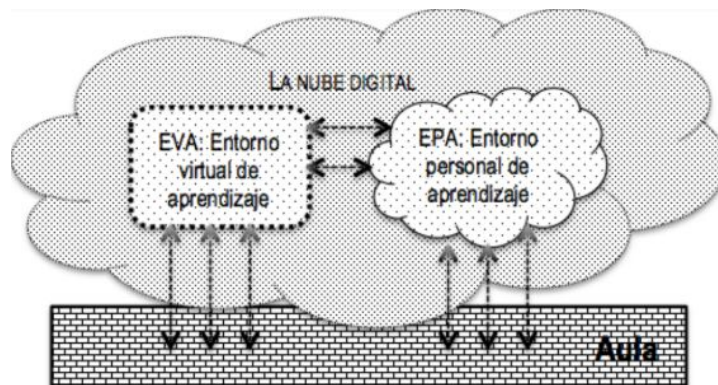 LA NUBE DIGITAL
EVA: Entorno
virtual de
aprendizaje
EPA: Entorno
personal de
aprendizaje
Aula